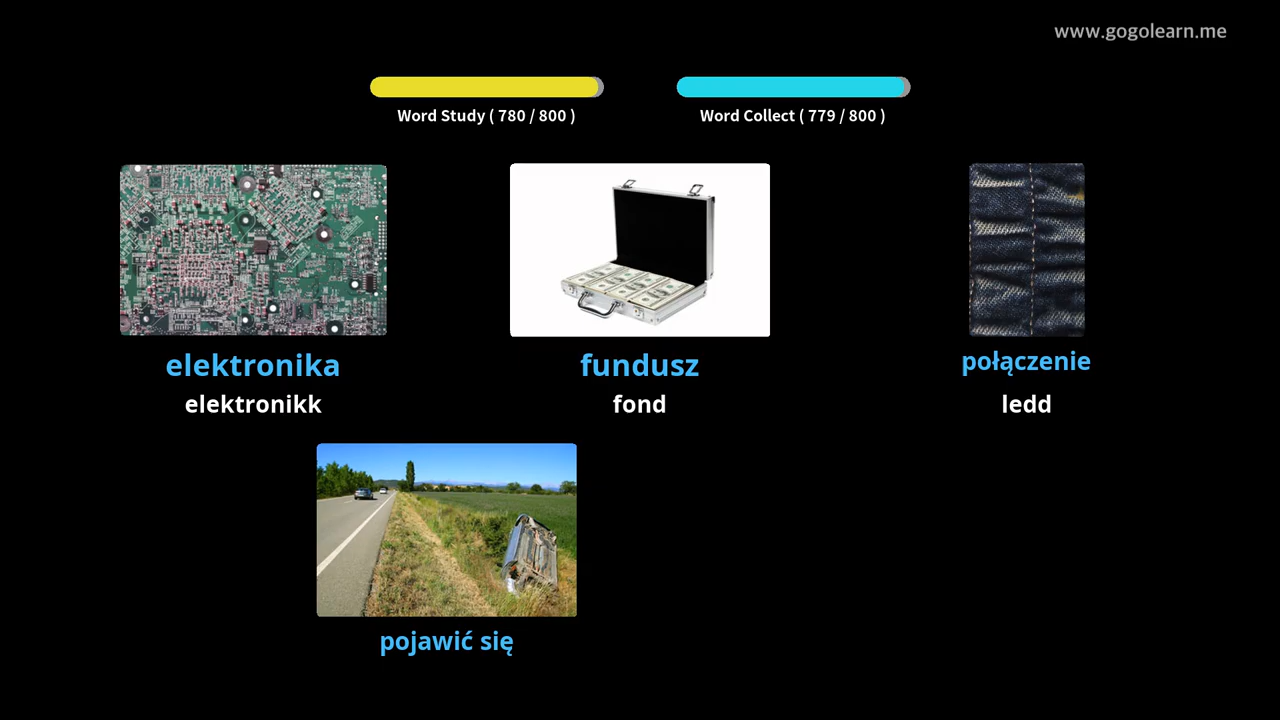 www.gogolearn.me
Word Study ( 780 / 800 )
Word Collect ( 779 / 800 )
elektronika
fundusz
połączenie
elektronikk
fond
ledd
pojawić się